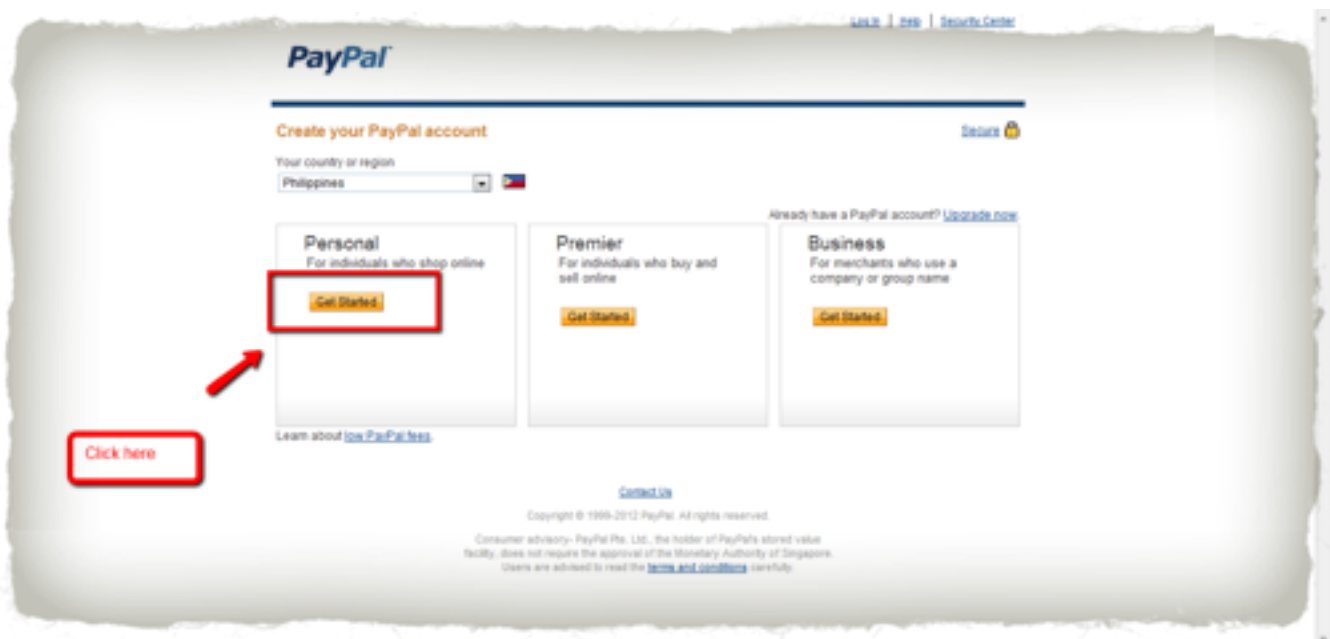 Log In | Help | Security Center
PayPal
Create your PayPal account
Secure
Your country or region
Philippines
Already have a PayPal account? Upgrade now.
Personal
For individuals who shop online
Get Started
Premier
For individuals who buy and
sell online
Get Started
Business
For merchants who use a
company or group name
Get Started
Click here
Learn about low PayPal fees.
Contact Us
Copyright © 1999-2012 PayPal. All rights reserved.
Consumer advisory- PayPal Pte. Ltd., the holder of PayPal's stored value
facility, does not require the approval of the Monetary Authority of Singapore.
Users are advised to read the terms and conditions carefully.